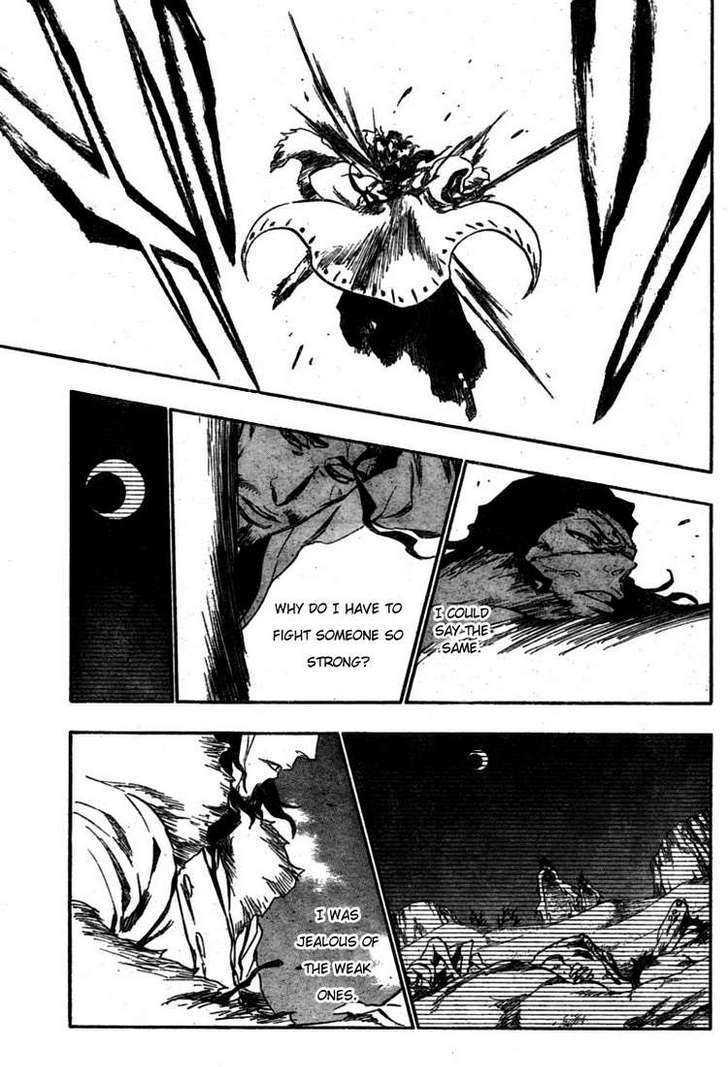 I COULD
SAY THE
SAME.
WHY DO I HAVE TO
FIGHT SOMEONE SO
STRONG?
I WAS
JEALOUS OF
THE WEAK
ONES.